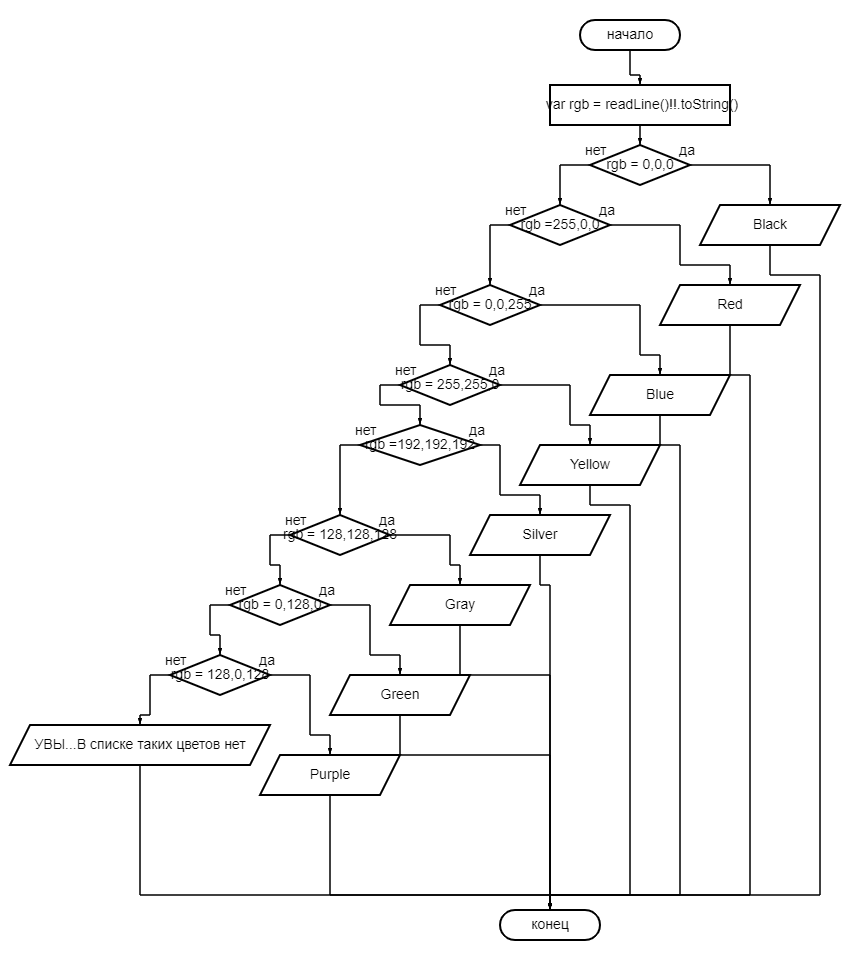 начало
var rgb = readLine()!!.toString()
нет
да
rgb = 0,0,0
нет
да
rgb =255,0,0
Black
нет
да
rgb = 0,0,255
Red
нет
да
rgb = 255,255,0
Blue
нет
да
rgb =192,192,192
Yellow
нет
да
rgb = 128,128,128
Silver
нет
да
rgb = 0,128,0
Gray
нет
да
rgb = 128,0,128
Green
УВЫ...В списке таких цветов нет
Purple
конец